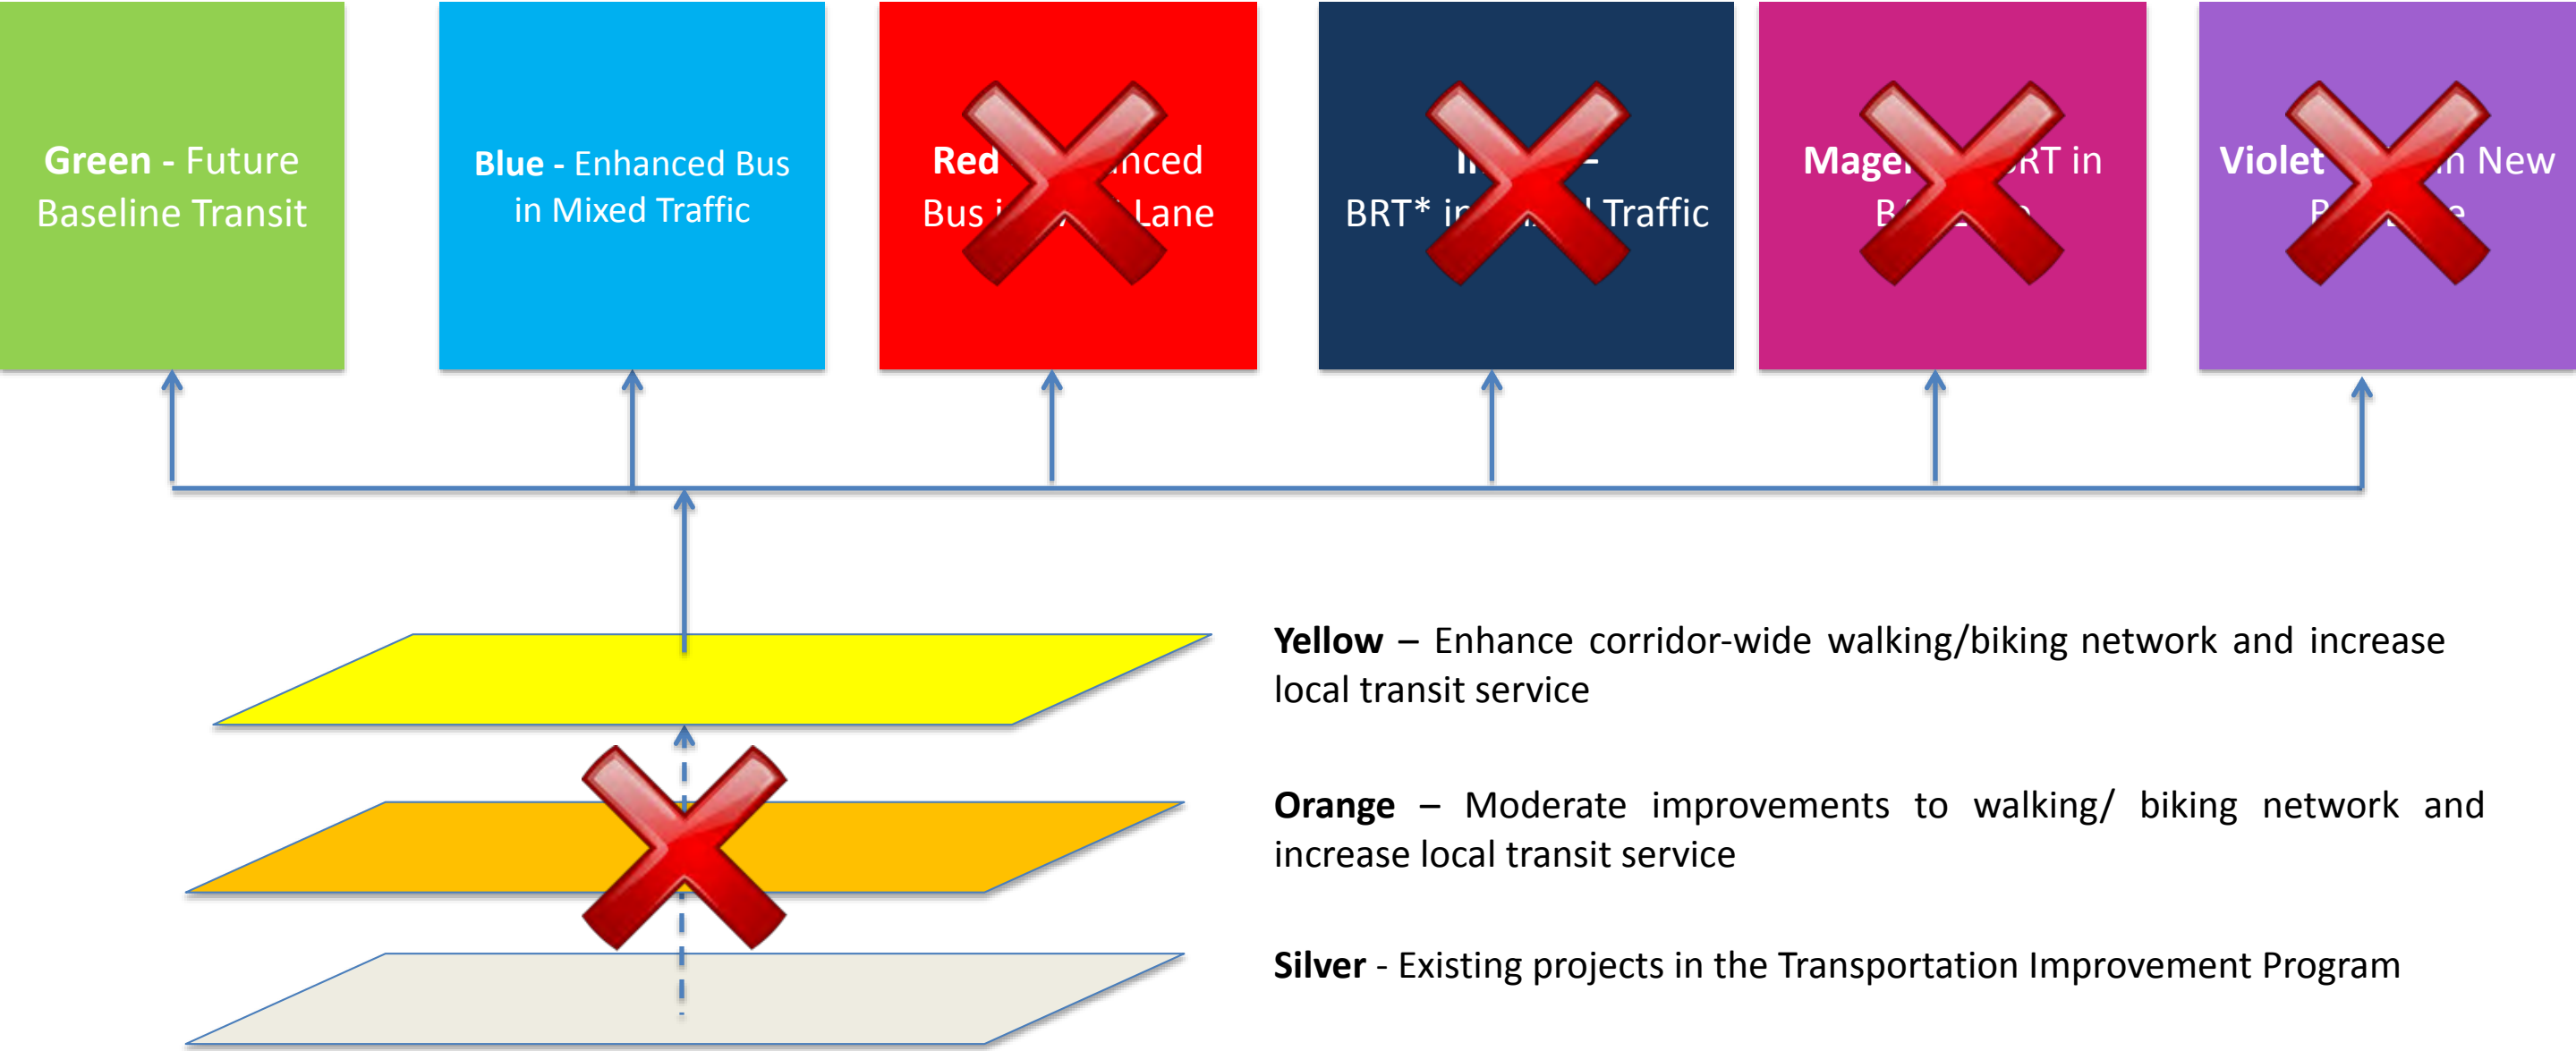 Green - Future
Baseline Transit
Blue - Enhanced Bus
in Mixed Traffic
Red
Bus Lane
–
BRT* in Traffic
in
Violet New
Yellow – Enhance corridor-wide walking/biking network and increase
local transit service
Orange – Moderate improvements to walking/ biking network and
increase local transit service
Silver - Existing projects in the Transportation Improvement Program